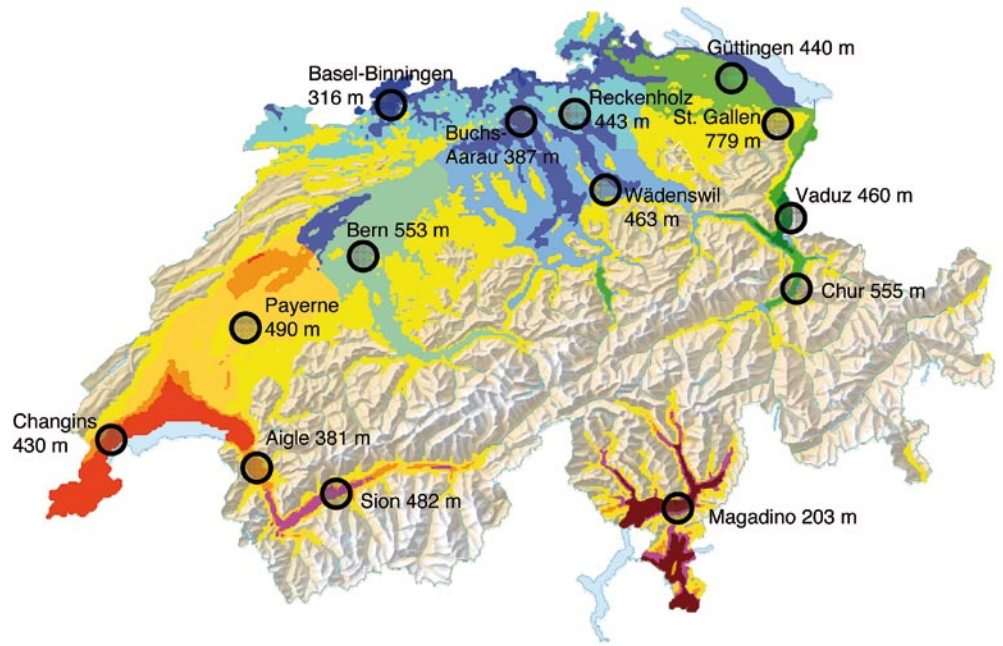 Güttingen 440 m
Basel-Binningen
316 m
Reckenholz
443 m
St. Gallen
779 m
Buchs-
Aarau 387 m
Wädenswil
463 m
Vaduz 460 m
Bern 553 m
Chur 555 m
Payerne
490 m
Changins
430 m
Aigle 381 m
Sion 482 m
Magadino 203 m